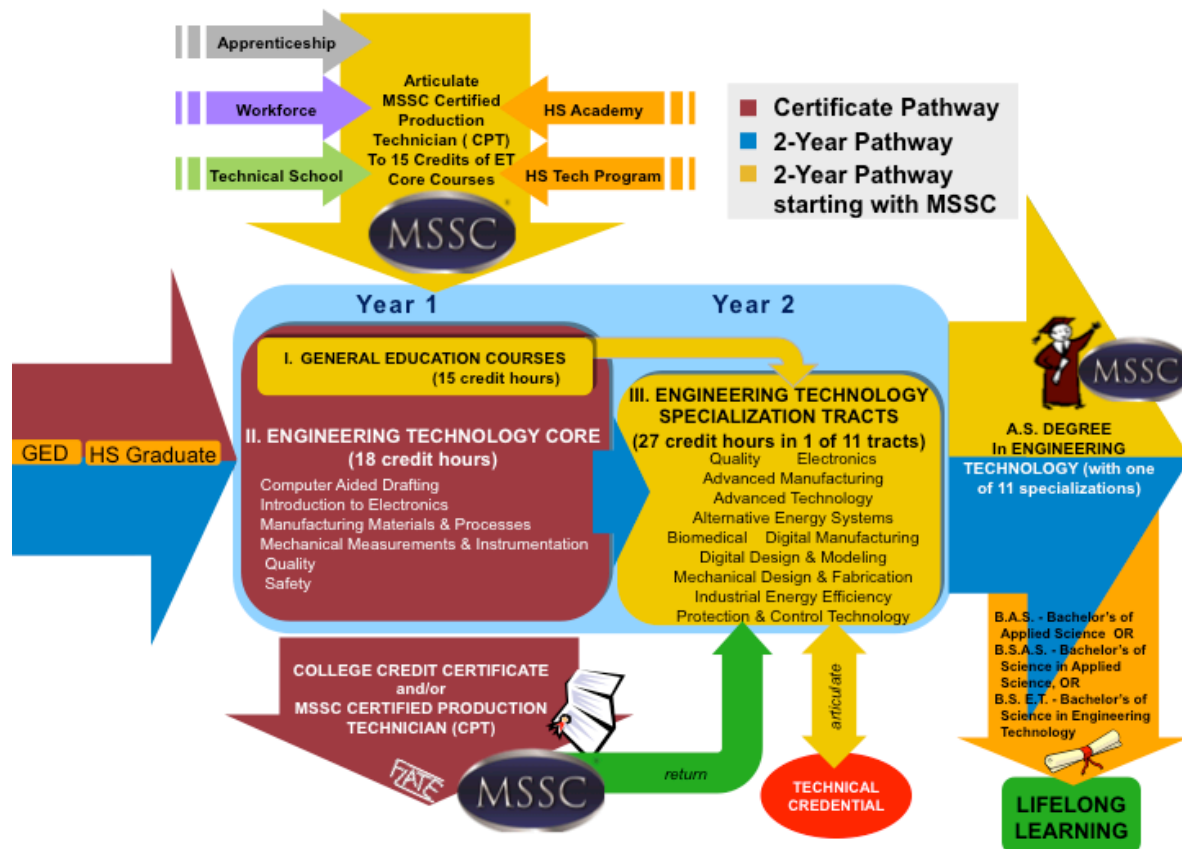 Apprenticeship
Workforce
Technical School
Articulate
MSSC Certified
Production
Technician ( CPT)
To 15 Credits of ET
Core Courses
HS Academy
HS Tech Program
MSSC
Certificate Pathway
2-Year Pathway
2-Year Pathway
starting with MSSC
GED
HS Graduate
Year 1
Year 2
I. GENERAL EDUCATION COURSES
(15 credit hours)
II. ENGINEERING TECHNOLOGY CORE
(18 credit hours)
Computer Aided Drafting
Introduction to Electronics
Manufacturing Materials & Processes
Mechanical Measurements & Instrumentation
Quality
Safety
III. ENGINEERING TECHNOLOGY
SPECIALIZATION TRACTS
(27 credit hours in 1 of 11 tracts)
Quality Electronics
Advanced Manufacturing
Advanced Technology
Alternative Energy Systems
Biomedical Digital Manufacturing
Digital Design & Modeling
Mechanical Design & Fabrication
Industrial Energy Efficiency
Protection & Control Technology
MSSC
A.S. DEGREE
In ENGINEERING
TECHNOLOGY (with one
of 11 specializations)
COLLEGE CREDIT CERTIFICATE
and/or
MSSC CERTIFIED PRODUCTION
TECHNICIAN (CPT)
FLATE
MSSC
return
articulate
TECHNICAL
CREDENTIAL
B.A.S. - Bachelor's of
Applied Science OR
B.S.A.S. - Bachelor's of
Science in Applied
Science, OR
B.S. E.T. - Bachelor's of
Science in Engineering
Technology
LIFELONG
LEARNING